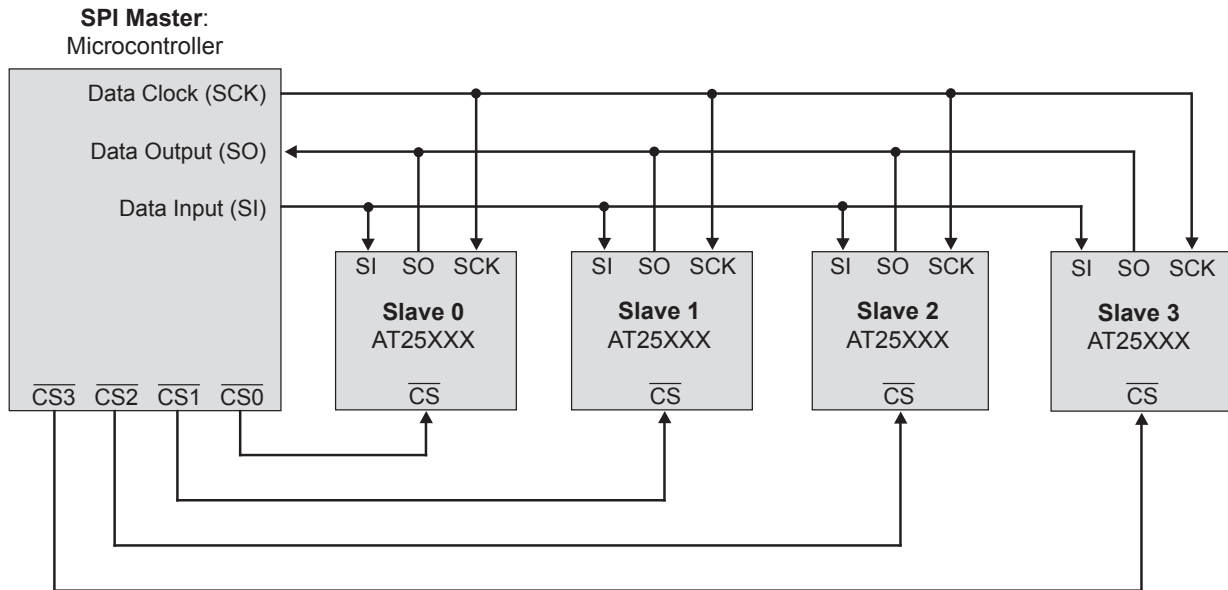 SPI Master:
Microcontroller
Data Clock (SCK)
Data Output (SO)
Data Input (SI)
CS3 CS2 CS1 CS0
SI SO SCK
Slave 0
AT25XXX
CS
SI SO SCK
Slave 1
AT25XXX
CS
SI SO SCK
Slave 2
AT25XXX
CS
SI SO SCK
Slave 3
AT25XXX
CS